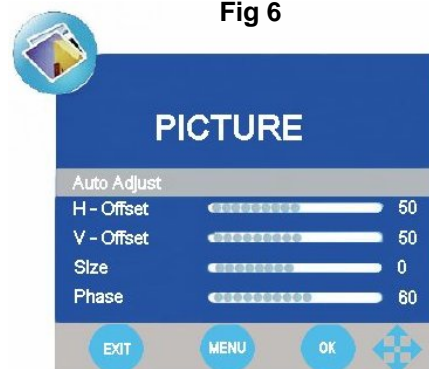 Fig 6
PICTURE
Auto Adjust
H - Offset 50
V - Offset 50
Size 0
Phase 60
EXIT MENU OK